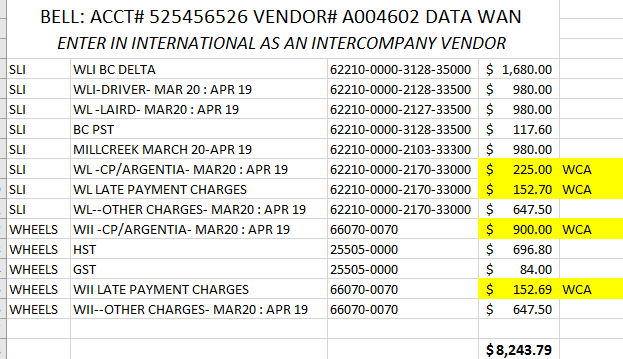 BELL: ACCT# 525456526 VENDOR# A004602 DATA WAN
ENTER IN INTERNATIONAL AS AN INTERCOMPANY VENDOR
SLI WLI BC DELTA 62210-0000-3128-35000 $ 1,680.00
SLI WLI-DRIVER- MAR 20 : APR 19 62210-0000-2128-33500 $ 980.00
SLI WL -LAIRD- MAR20 : APR 19 62210-0000-2127-33500 $ 980.00
SLI BC PST 62210-0000-3128-33500 $ 117.60
SLI MILLCREEK MARCH 20-APR 19 62210-0000-2103-33300 $ 980.00
SLI WL -CP/ARGENTIA- MAR20 : APR 19 62210-0000-2170-33000 $ 225.00 WCA
SLI WL LATE PAYMENT CHARGES 62210-0000-2170-33000 $ 152.70 WCA
SLI WL--OTHER CHARGES- MAR20 : APR 19 62210-0000-2170-33000 $ 647.50
WHEELS WII -CP/ARGENTIA- MAR20 : APR 19 66070-0070 $ 900.00 WCA
WHEELS HST 25505-0000 $ 696.80
WHEELS GST 25505-0000 $ 84.00
WHEELS WII LATE PAYMENT CHARGES 66070-0070 $ 152.69 WCA
WHEELS WII--OTHER CHARGES- MAR20 : APR 19 66070-0070 $ 647.50
$ 8,243.79